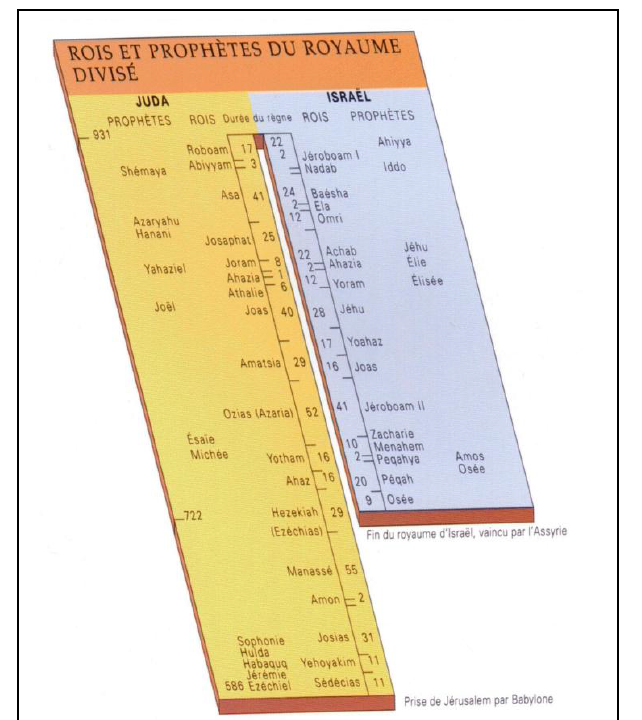 ROIS ET PROPHÈTES DU ROYAUME
DIVISÉ
JUDA
ISRAËL
PROPHÈTES ROIS Durée du règne ROIS PROPHÈTES
931
Ahiyya
22
Roboam 17
2 Jéroboam I
Shémaya Abiyyam 3
Nadab Iddo
Asa 41
24 Baésha
2 Ela
12 Omri
Azaryahu
Hanani
Josaphat 25
22 Achab Jéhu
2 Ahazia Élie
12 Yoram Élisée
Yahaziel Joram 8
Ahazia 1
Athalie 6
Joël Joas 40
28 Jéhu
17 Yoahaz
Amatsia 29
16 Joas
Ozias (Azaria) 52
41 Jéroboam II
Zacharie
10 Menahem
2 Peqahya Amos
Osée
20 Péqah
9 Osée
Ésaïe
Michée
Yotham 16
Ahaz 16
722
Hezekiah 29
(Ezéchias)
Fin du royaume d'Israël, vaincu par l'Assyrie
Manassé 55
Amon 2
Sophonie Josias 31
Hulda
Habaquq Yehoyakim 11
Jérémie
586 Ezéchiel Sédécias 11
Prise de Jérusalem par Babylone